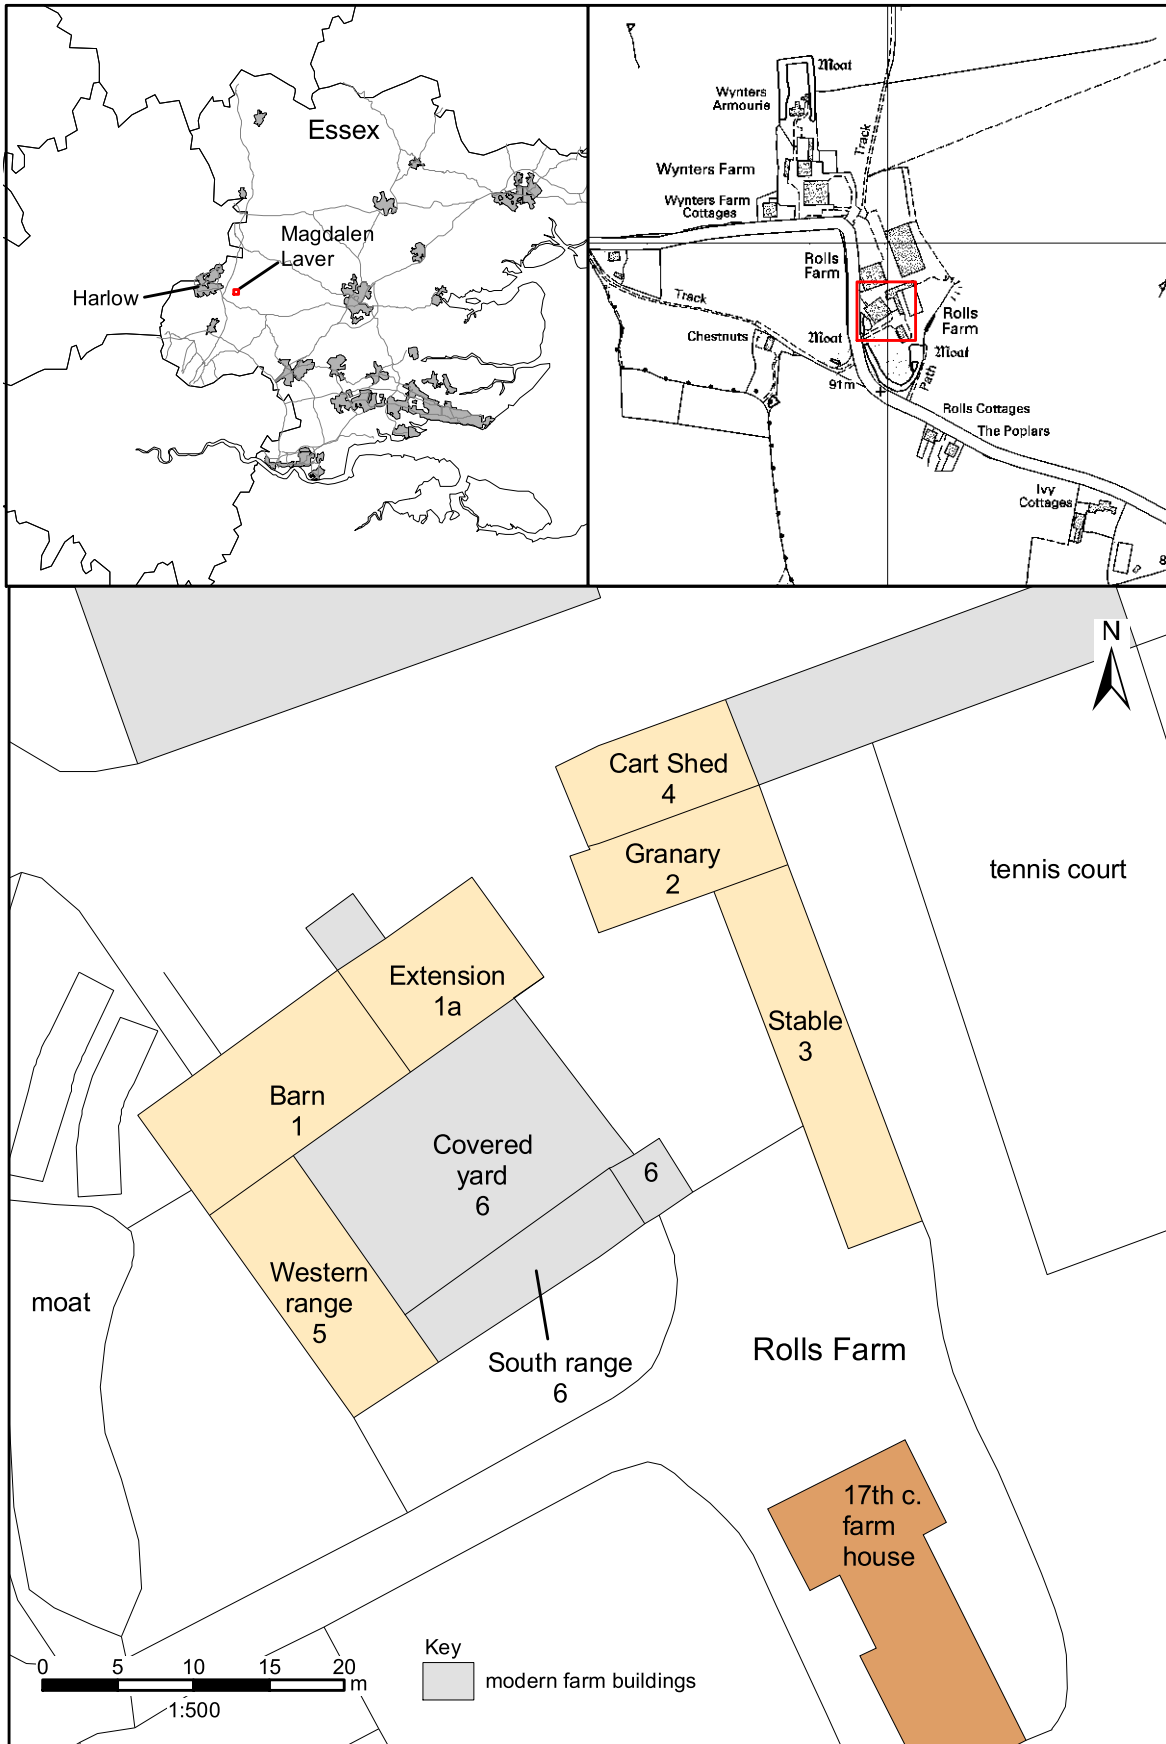 Essex
Magdalen
Laver
Harlow
Moat
Wynters
Armourie
Track
Wynters Farm
Wynters Farm
Cottages
Rolls
Farm
Track
Chestnuts
Moat
Rolls
Farm
Moat
91m
Path
Rolls Cottages
The Poplars
Ivy
Cottages
8
N
Cart Shed
4
Granary
2
tennis court
Extension
1a
Stable
3
Barn
1
Covered
yard
6
6
Western
range
5
moat
South range
6
Rolls Farm
17th c.
farm
house
Key
modern farm buildings
0 5 10 15 20
m
1:500